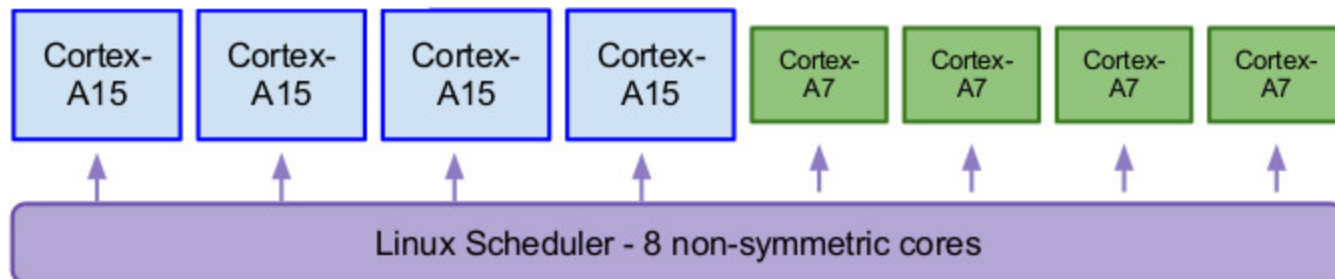 Cortex-
A15
Cortex-
A15
Cortex-
A15
Cortex-
A15
Cortex-
A7
Cortex-
A7
Cortex-
A7
Cortex-
A7
Linux Scheduler - 8 non-symmetric cores